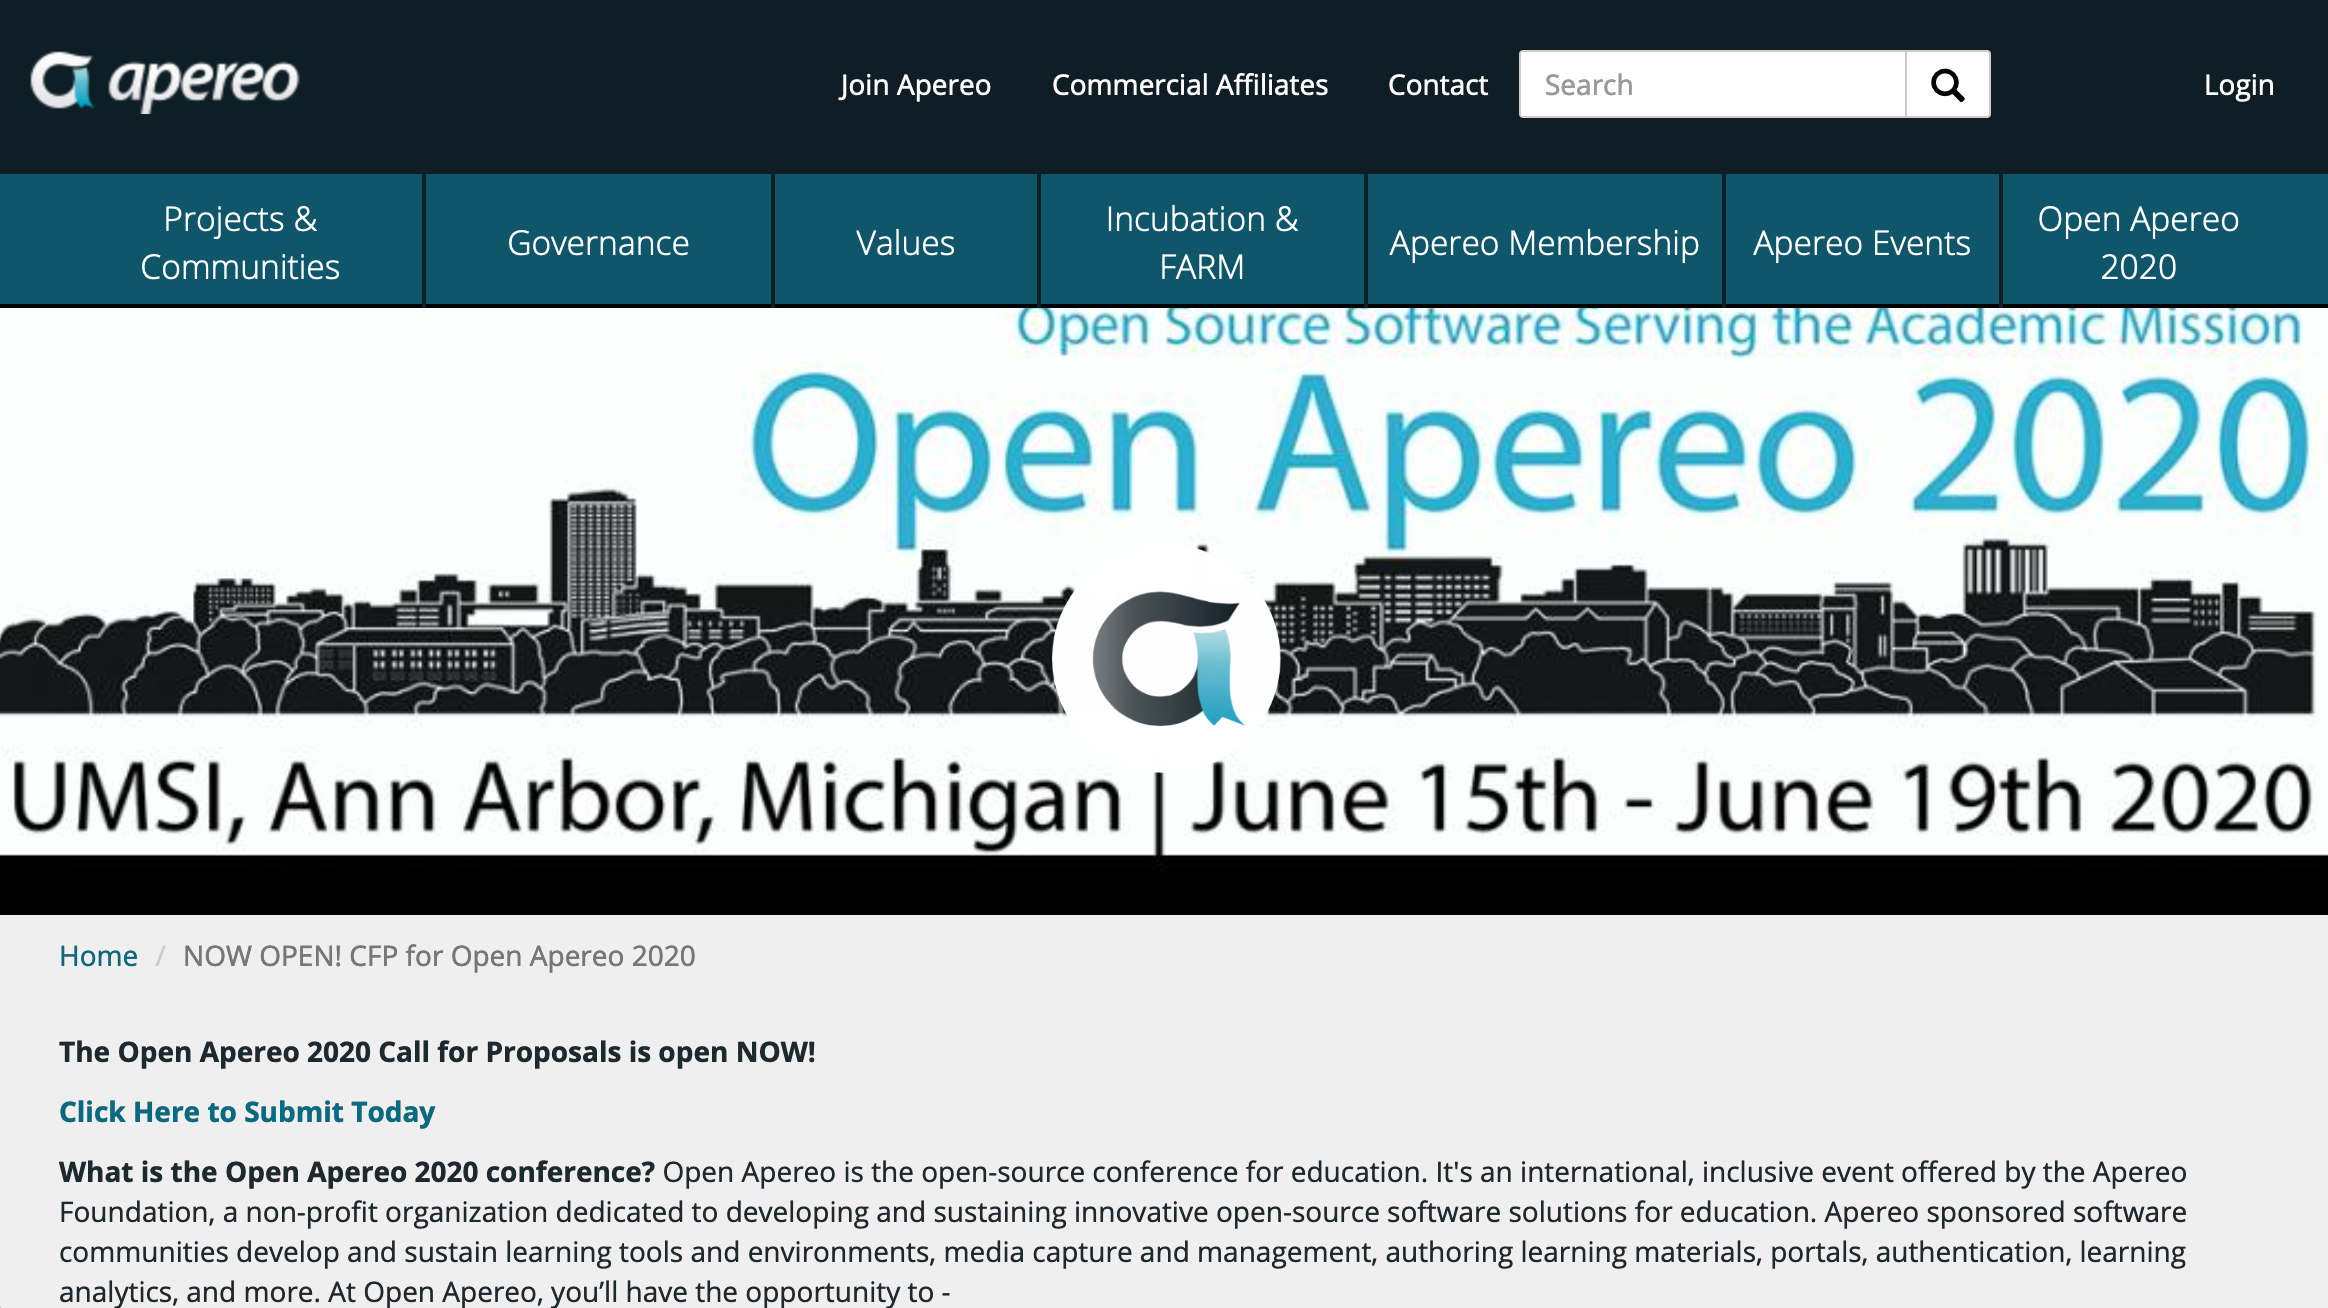 apereo
Join Apereo
Commercial Affiliates
Contact
Search
Login
Projects &
Communities
Governance
Values
Incubation &
FARM
Apereo Membership
Apereo Events
Open Apereo
2020
Open Source Software Serving the Academic Mission
Open Apereo 2020
UMSI, Ann Arbor, Michigan | June 15th - June 19th 2020
Home / NOW OPEN! CFP for Open Apereo 2020
The Open Apereo 2020 Call for Proposals is open NOW!
Click Here to Submit Today
What is the Open Apereo 2020 conference? Open Apereo is the open-source conference for education. It's an international, inclusive event offered by the Apereo
Foundation, a non-profit organization dedicated to developing and sustaining innovative open-source software solutions for education. Apereo sponsored software
communities develop and sustain learning tools and environments, media capture and management, authoring learning materials, portals, authentication, learning
analytics, and more. At Open Apereo, you’ll have the opportunity to -